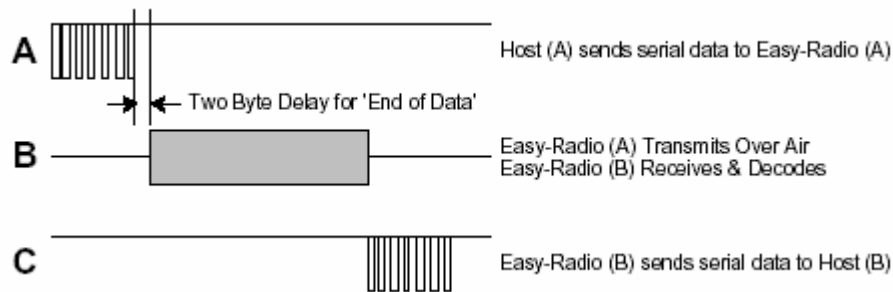 A
Host (A) sends serial data to Easy-Radio (A)
Two Byte Delay for 'End of Data'
B
Easy-Radio (A) Transmits Over Air
Easy-Radio (B) Receives & Decodes
C
Easy-Radio (B) sends serial data to Host (B)